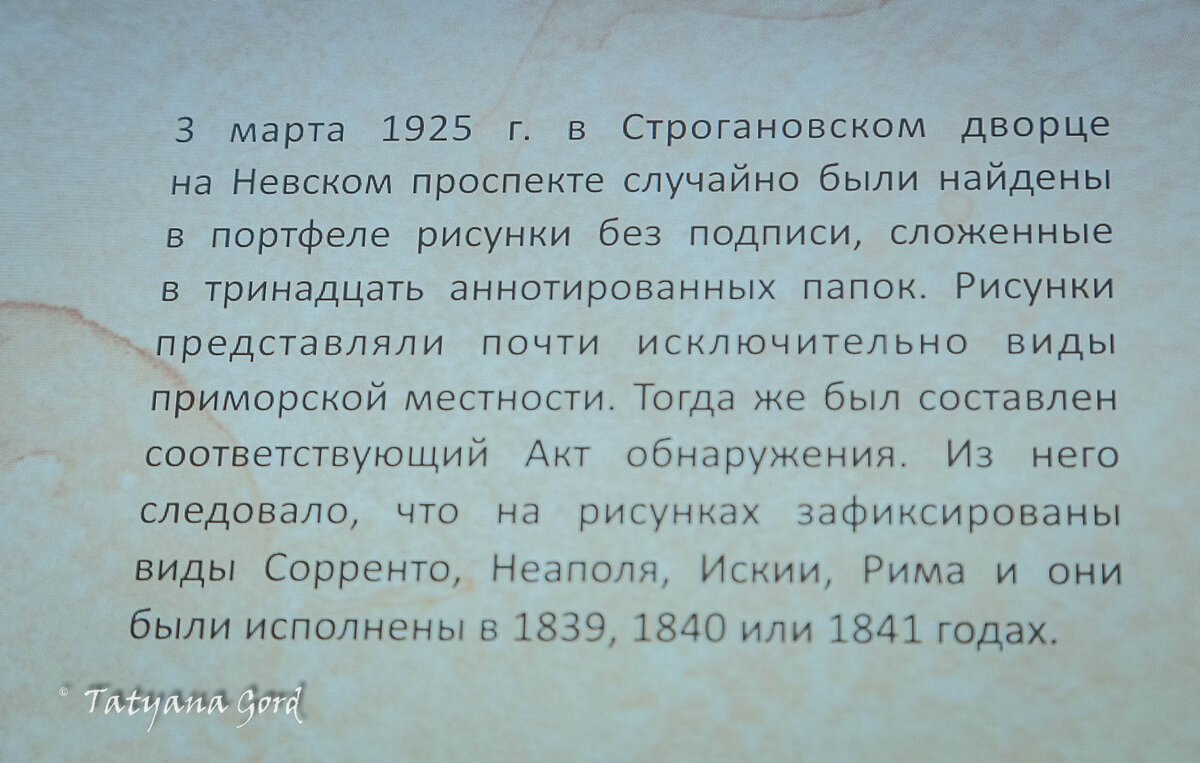 3 марта 1925 г. в Строгановском дворце
на Невском проспекте случайно были найдены
в портфеле рисунки без подписи, сложенные
в тринадцать аннотированных папок. Рисунки
представляли почти исключительно виды
приморской местности. Тогда же был составлен
соответствующий Акт обнаружения. Из него
следовало, что на рисунках зафиксированы
виды Сорренто, Неаполя, Искии, Рима и они
были исполнены в 1839, 1840 или 1841 годах.
© Tatyana Gord